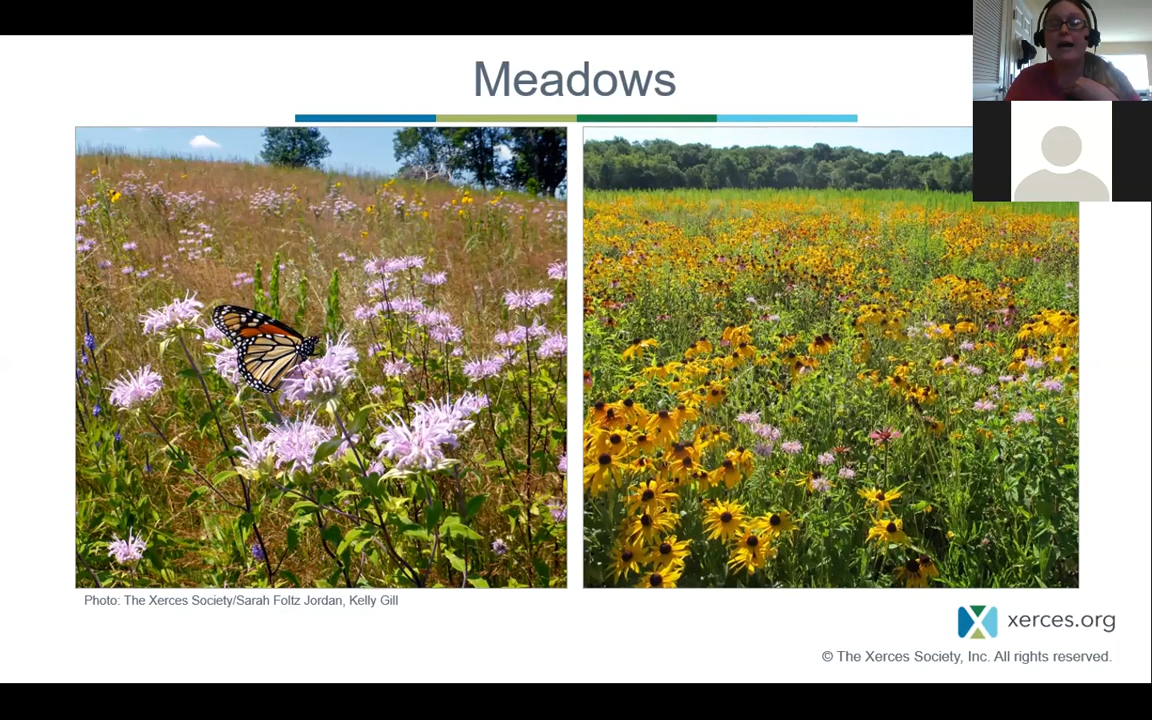 Meadows
Photo: The Xerces Society/Sarah Foltz Jordan, Kelly Gill
xerces.org
© The Xerces Society, Inc. All rights reserved.